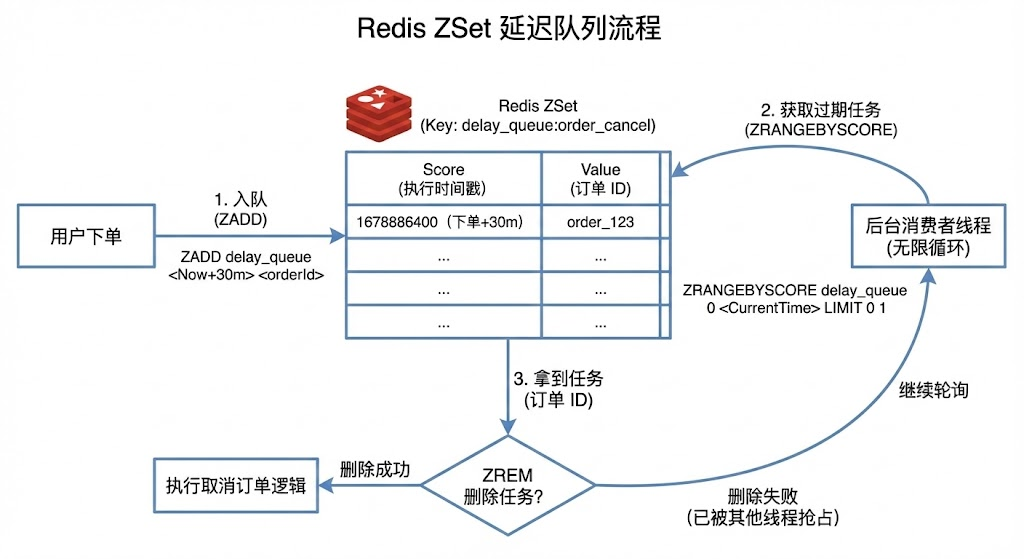 Redis ZSet 延迟队列流程
Redis ZSet
(Key: delay_queue:order_cancel)
2. 获取过期任务
(ZRANGEBYSCORE)
Score
(执行时间戳)
Value
(订单 ID)
1. 入队
(ZADD)
用户下单
1678886400（下单+30m）
order_123
后台消费者线程
(无限循环)
ZADD delay_queue
<Now+30m> <orderId>
...
...
...
...
...
...
ZRANGEBYSCORE delay_queue
0 <CurrentTime> LIMIT 0 1
3. 拿到任务
(订单 ID)
继续轮询
执行取消订单逻辑
删除成功
ZREM
删除任务?
删除失败
(已被其他线程抢占)